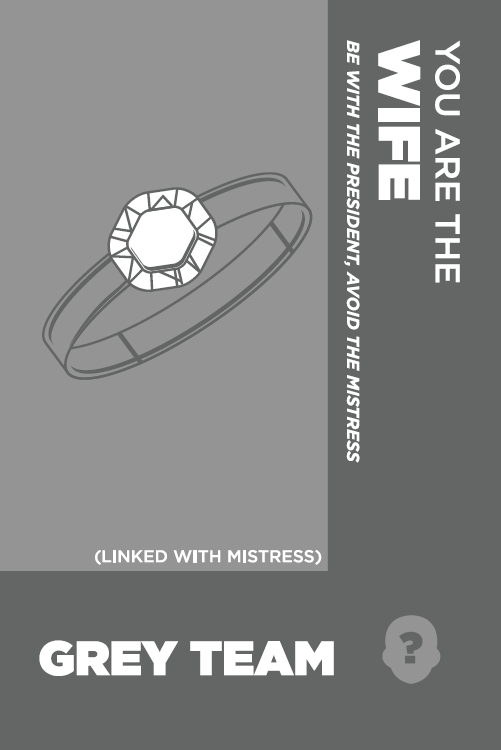 YOU ARE THE
WIFE
BE WITH THE PRESIDENT, AVOID THE MISTRESS
(LINKED WITH MISTRESS)
GREY TEAM
?